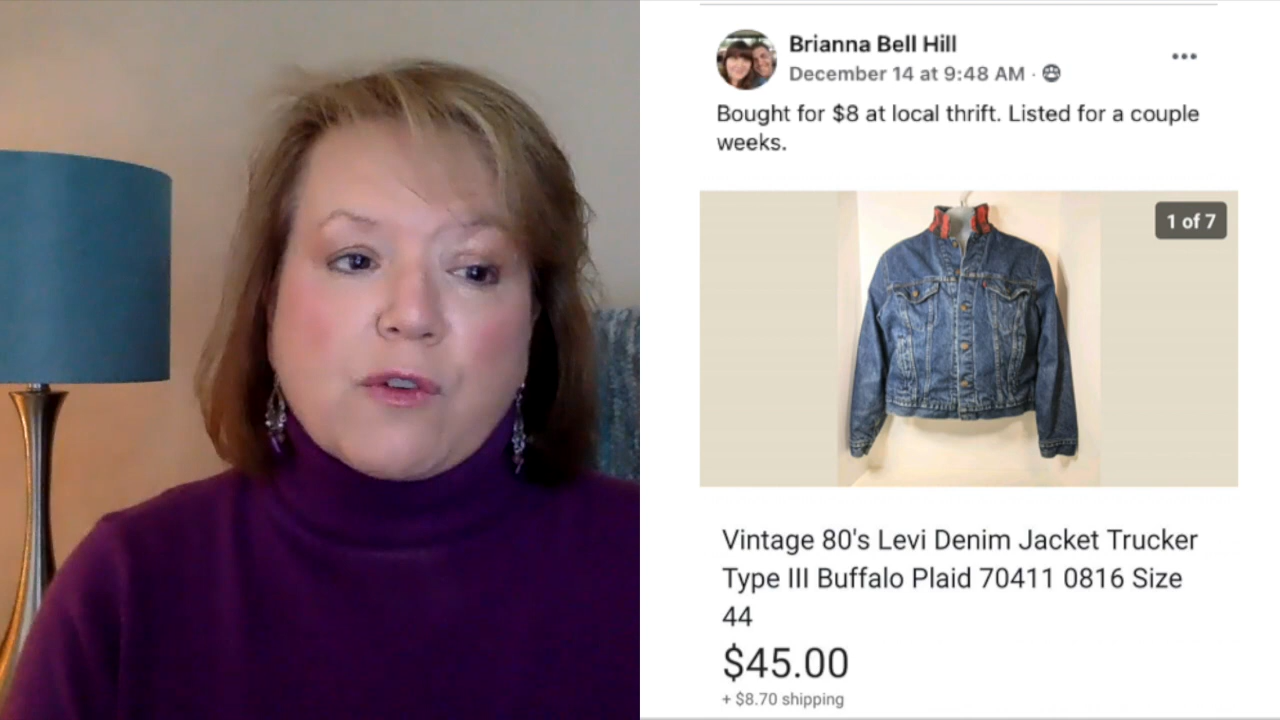 Brianna Bell Hill
December 14 at 9:48 AM ·
Bought for $8 at local thrift. Listed for a couple
weeks.
1 of 7
Vintage 80's Levi Denim Jacket Trucker
Type III Buffalo Plaid 70411 0816 Size
44
$45.00
+ $8.70 shipping